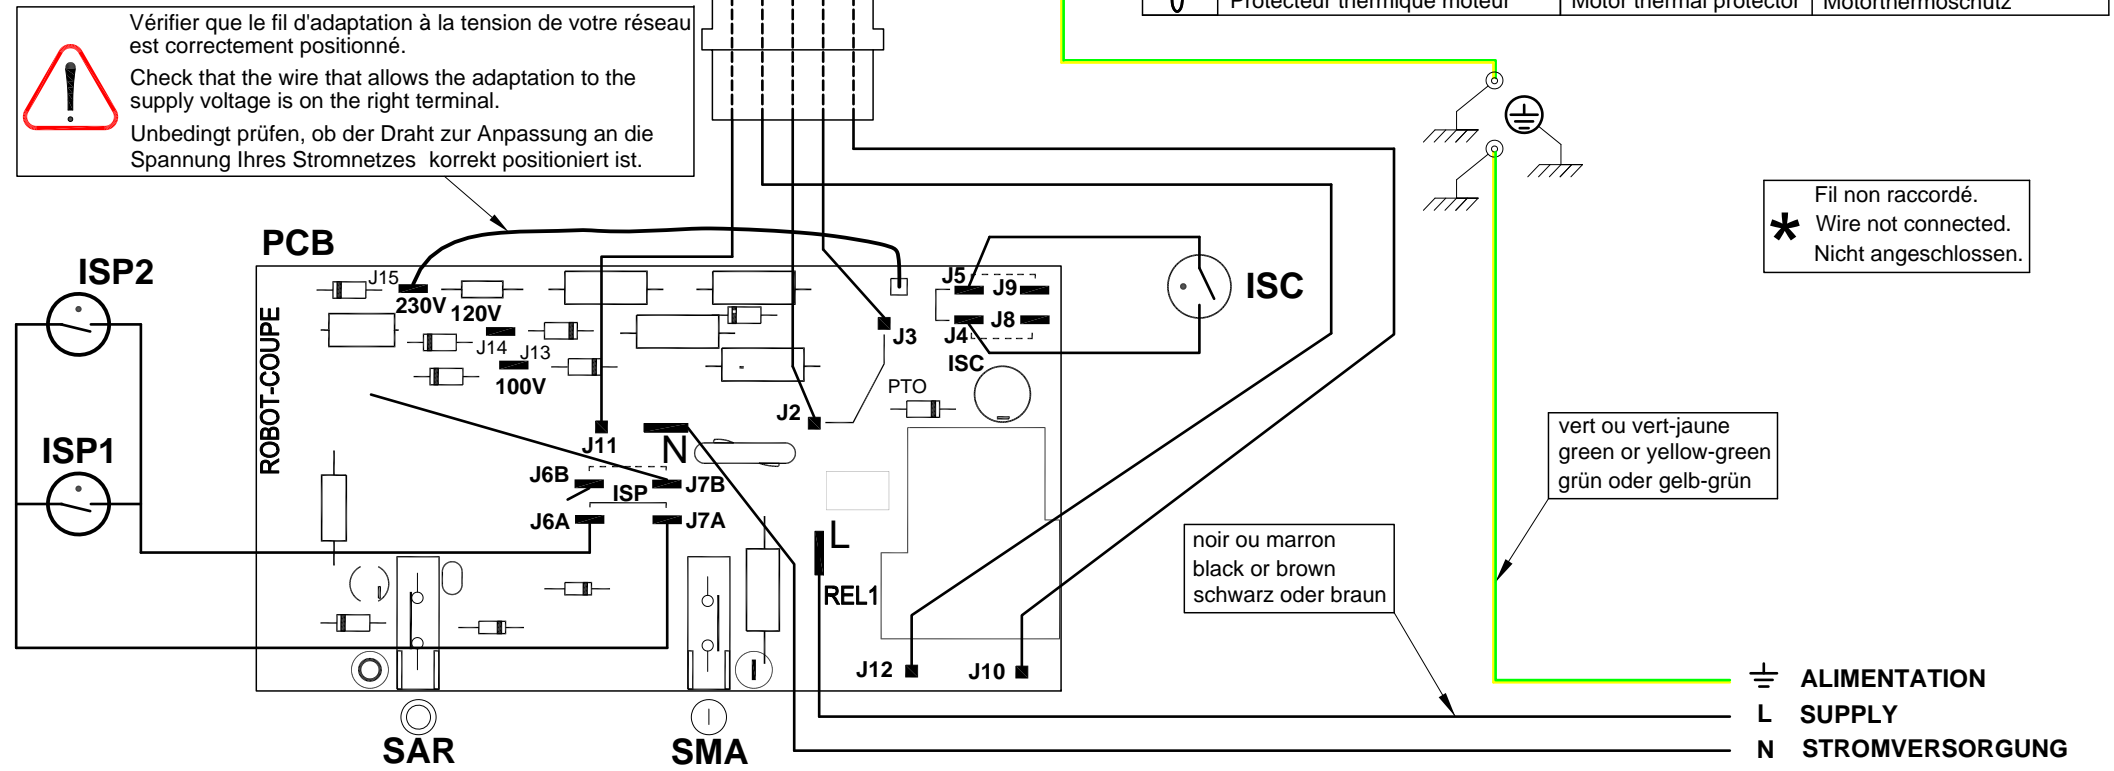 Protecteur thermique moteur
Motor thermal protector
Motorthermoschutz
Vérifier que le fil d'adaptation à la tension de votre réseau
est correctement positionné.
Check that the wire that allows the adaptation to the
supply voltage is on the right terminal.
Unbedingt prüfen, ob der Draht zur Anpassung an die
Spannung Ihres Stromnetzes korrekt positioniert ist.
Fil non raccordé.
* Wire not connected.
Nicht angeschlossen.
PCB
ISP2
ISP1
ROBOT-COUPE
J15
230V
120V
J14
J13
100V
J5
J9
J4
J8
ISC
ISC
J3
PTO
J2
J11
N
J6B
ISP
J7B
J6A
J7A
L
REL1
J12
J10
SAR
SMA
vert ou vert-jaune
green or yellow-green
grün oder gelb-grün
noir ou marron
black or brown
schwarz oder braun
ALIMENTATION
L SUPPLY
N STROMVERSORGUNG